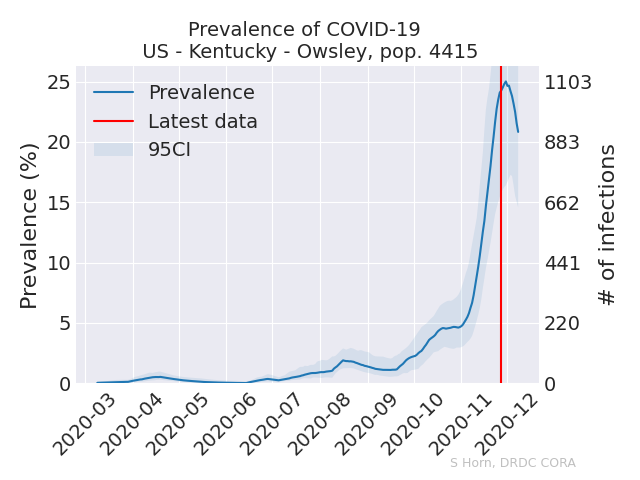 Prevalence of COVID-19
US - Kentucky - Owsley, pop. 4415
Prevalence
Latest data
95CI
Prevalence (%)
25
20
15
10
5
0
1103
883
662
441
220
0
# of infections
2020-03
2020-04
2020-05
2020-06
2020-07
2020-08
2020-09
2020-10
2020-11
2020-12
S Horn, DRDC CORA